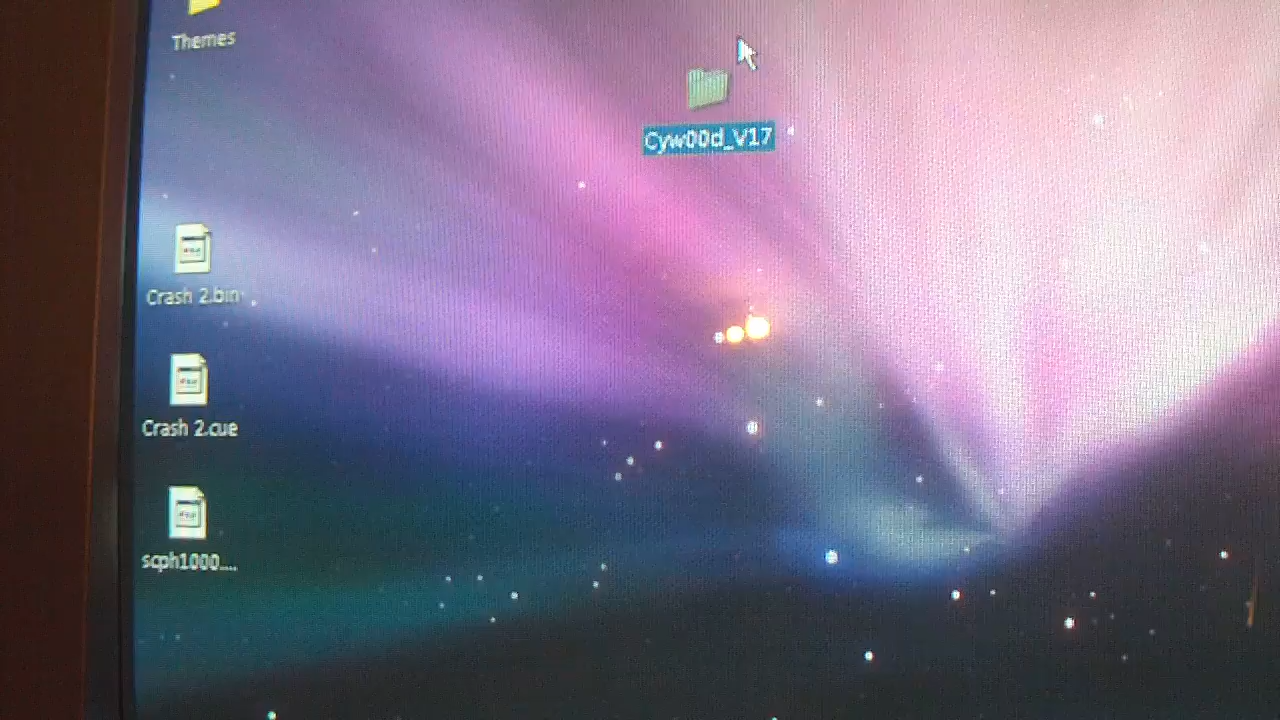 Themes
Cyw00d_V17
Crash 2.bin
Crash 2.cue
scph1000....